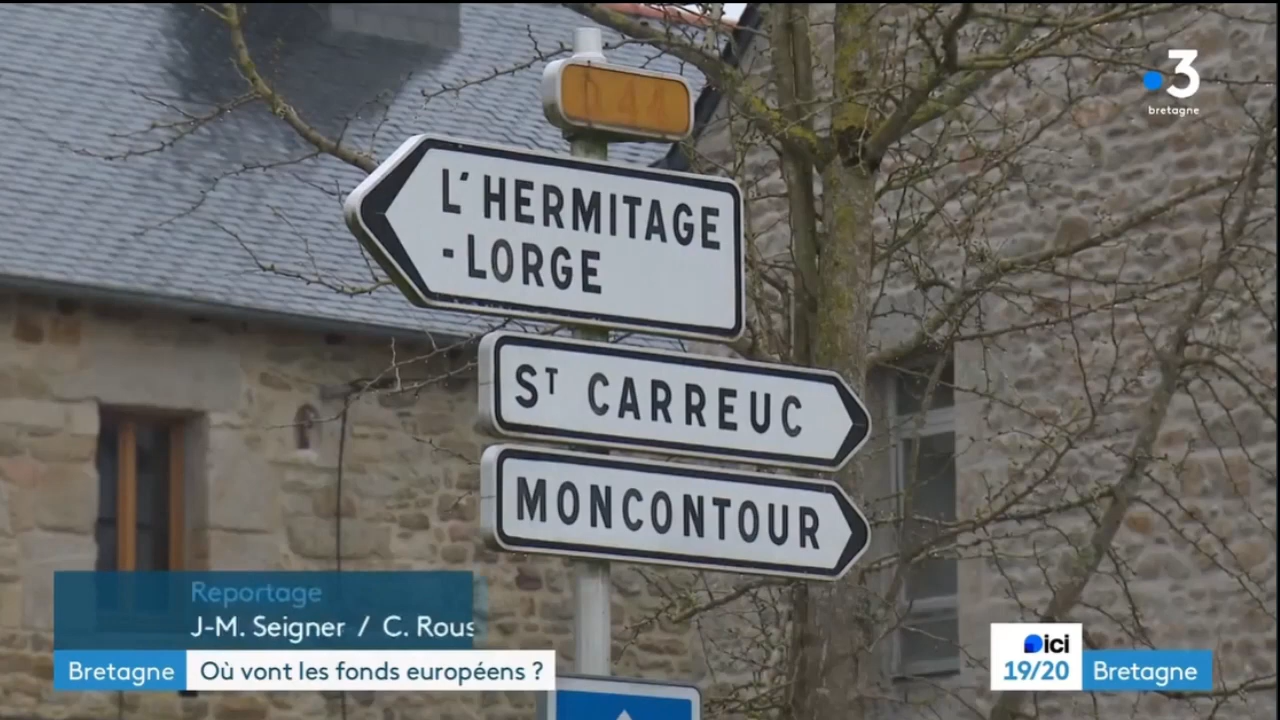 3
bretagne
D 44
L'HERMITAGE
-LORGE
ST CARREUC
MONCONTOUR
Reportage
J-M. Seigner / C. Rous
Bretagne
Où vont les fonds européens ?
ici
19/20
Bretagne